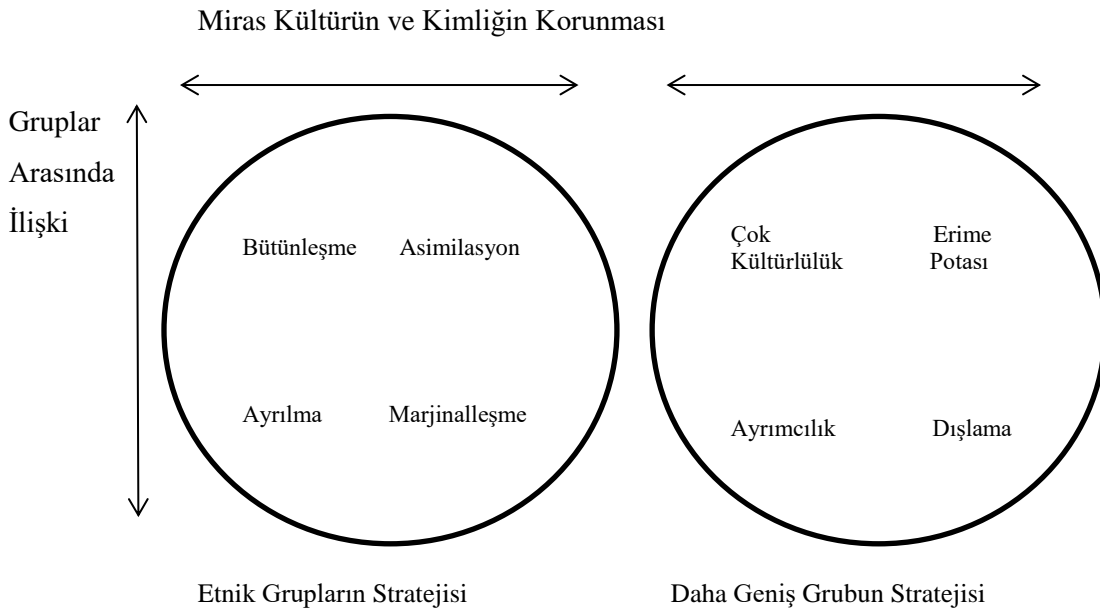 Miras Kültürün ve Kimliğin Korunması
Gruplar
Arasında
İlişki
Bütünleşme Asimilasyon
Ayrılma Marjinalleşme
Çok Erime
Kültürlülük Potası
Ayrımcılık Dışlama
Etnik Grupların Stratejisi
Daha Geniş Grubun Stratejisi